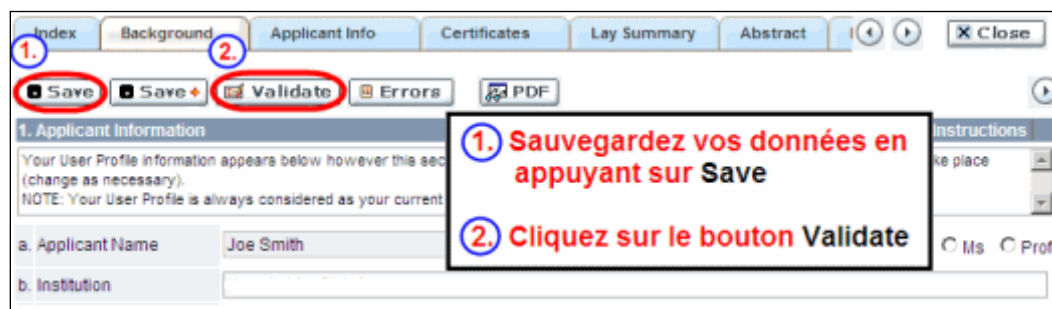 Index Background Applicant Info Certificates Lay Summary Abstract Close
1. 2.
Save Save Validate Errors PDF
1. Applicant Information Instructions
Your User Profile information appears below however this sec ke place
(change as necessary).
NOTE: Your User Profile is always considered as your current
1. Sauvegardez vos données en
appuyant sur Save
2. Cliquez sur le bouton Validate
a. Applicant Name Joe Smith Ms Prof
b. Institution